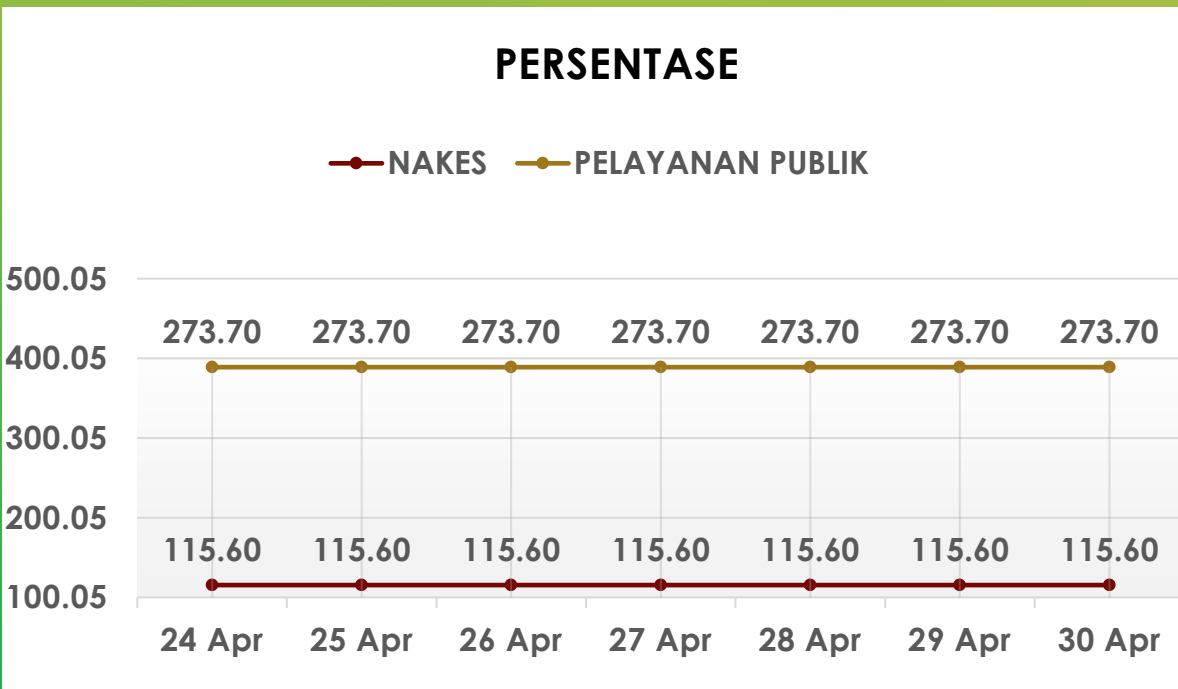 PERSENTASE
NAKES PELAYANAN PUBLIK
500.05
273.70 273.70 273.70 273.70 273.70 273.70 273.70
400.05
300.05
200.05
115.60 115.60 115.60 115.60 115.60 115.60 115.60
100.05
24 Apr 25 Apr 26 Apr 27 Apr 28 Apr 29 Apr 30 Apr